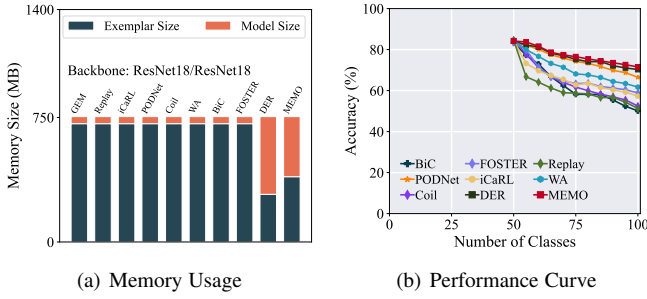 1400
750
0
Memory Size (MB)
Exemplar Size
Model Size
Backbone: ResNet18/ResNet18
GEM
Replay
iCaRL
PODNet
Coil
WA
BiC
FOSTER
DER
MEMO
(a) Memory Usage
100
80
60
40
20
0
Accuracy (%)
BiC FOSTER Replay
PODNet iCaRL WA
Coil DER MEMO
0 25 50 75 100
Number of Classes
(b) Performance Curve